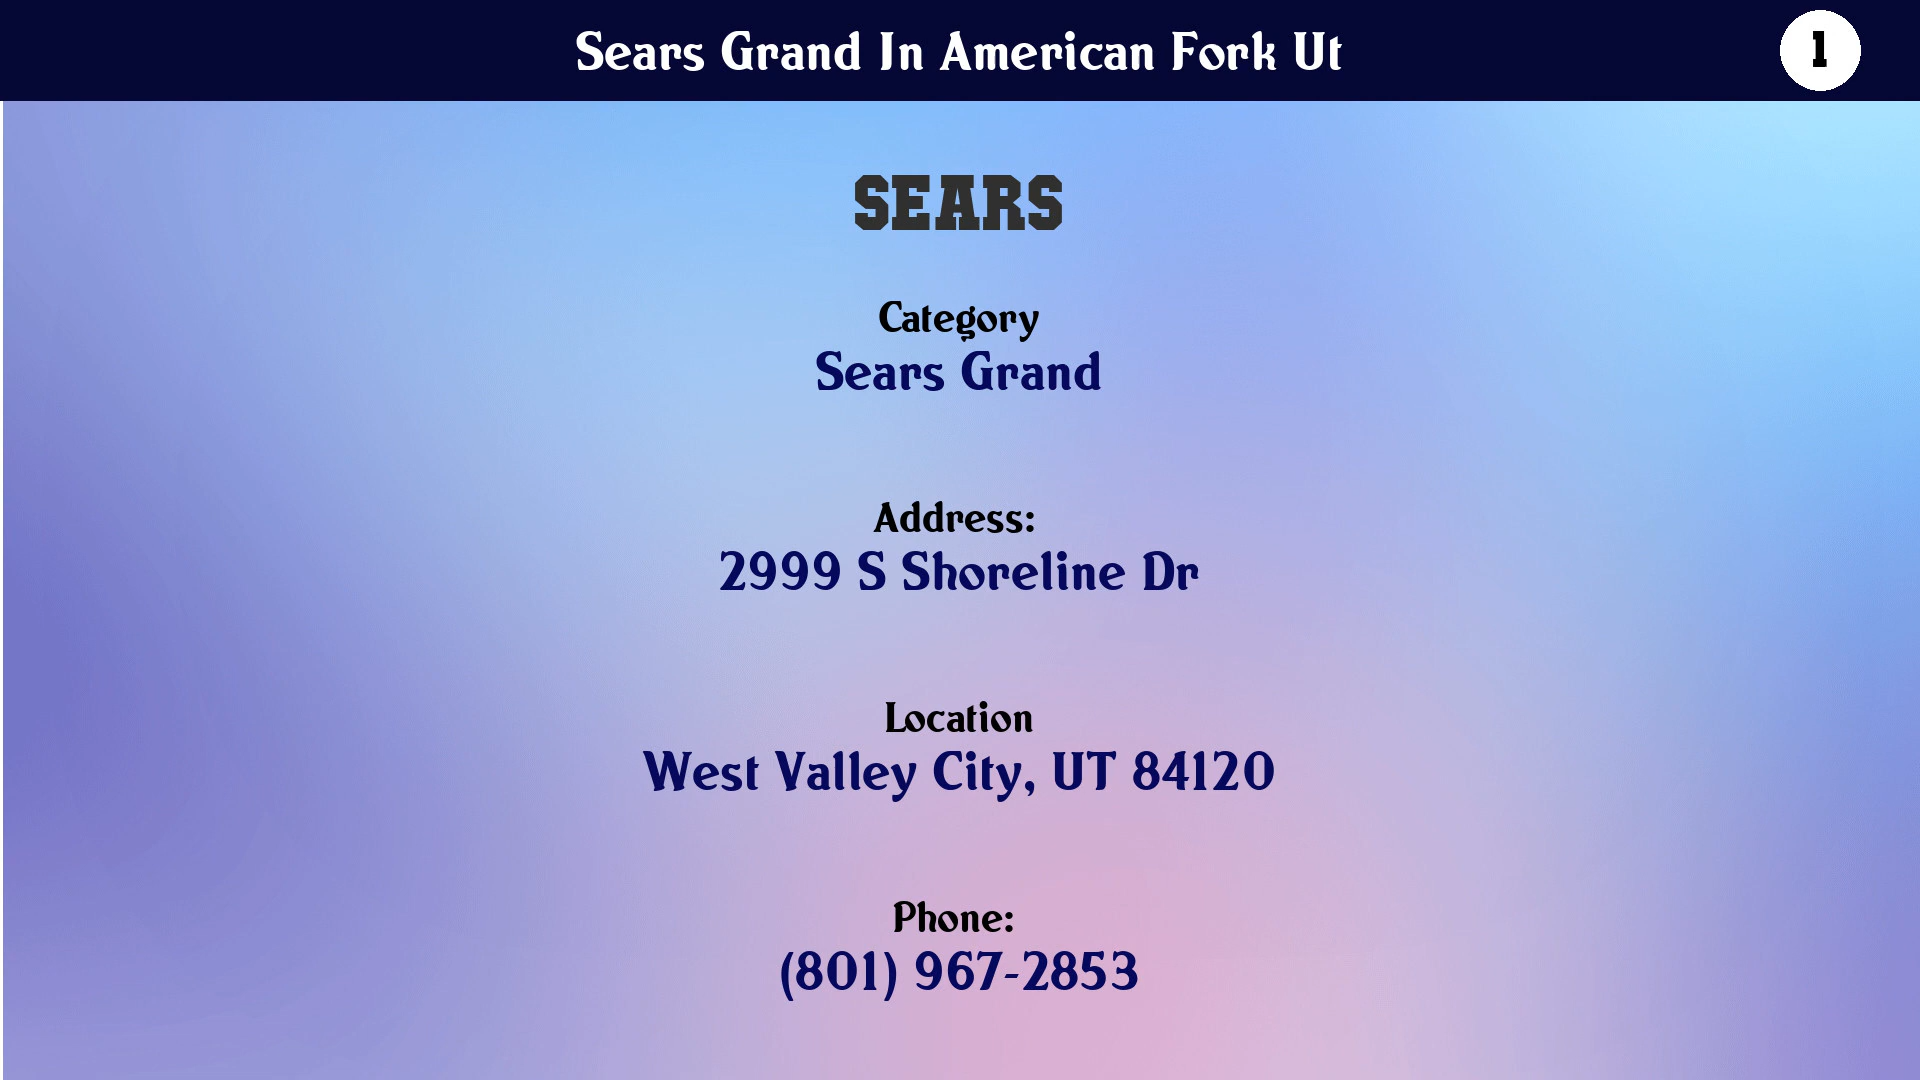 Sears Grand In American Fork Ut
1
SEARS
Category
Sears Grand
Address:
2999 S Shoreline Dr
Location
West Valley City, UT 84120
Phone:
(801) 967-2853